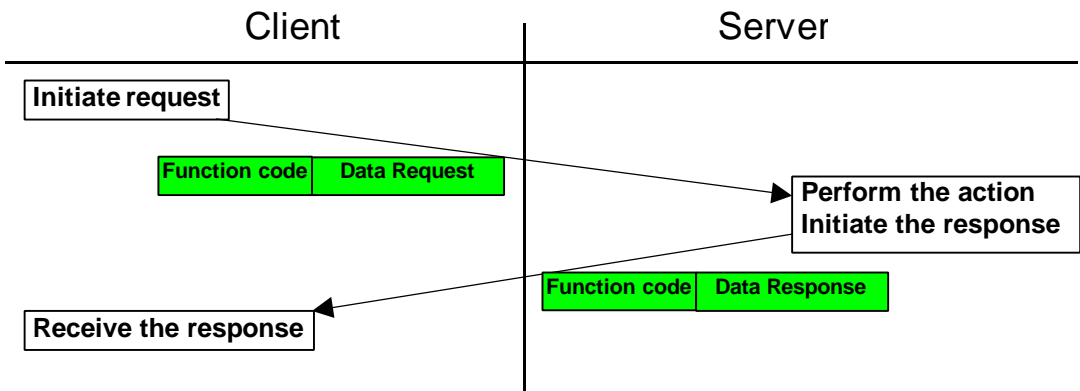 Client
Server
Initiate request
Function code
Data Request
Perform the action
Initiate the response
Function code
Data Response
Receive the response